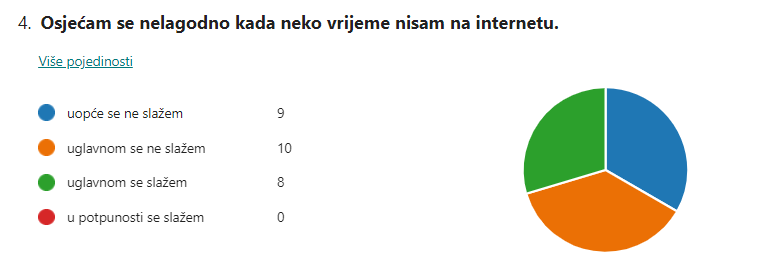 4. Osjećam se nelagodno kada neko vrijeme nisam na internetu.
Više pojedinosti
uopće se ne slažem 9
uglavnom se ne slažem 10
uglavnom se slažem 8
u potpunosti se slažem 0